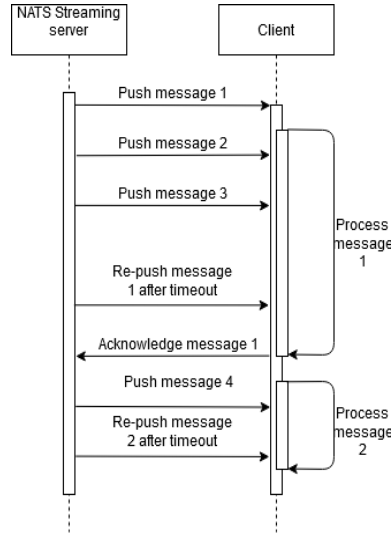 NATS Streaming
server
Client
Push message 1
Push message 2
Push message 3
Process
message
1
Re-push message
1 after timeout
Acknowledge message 1
Push message 4
Re-push message
2 after timeout
Process
message
2